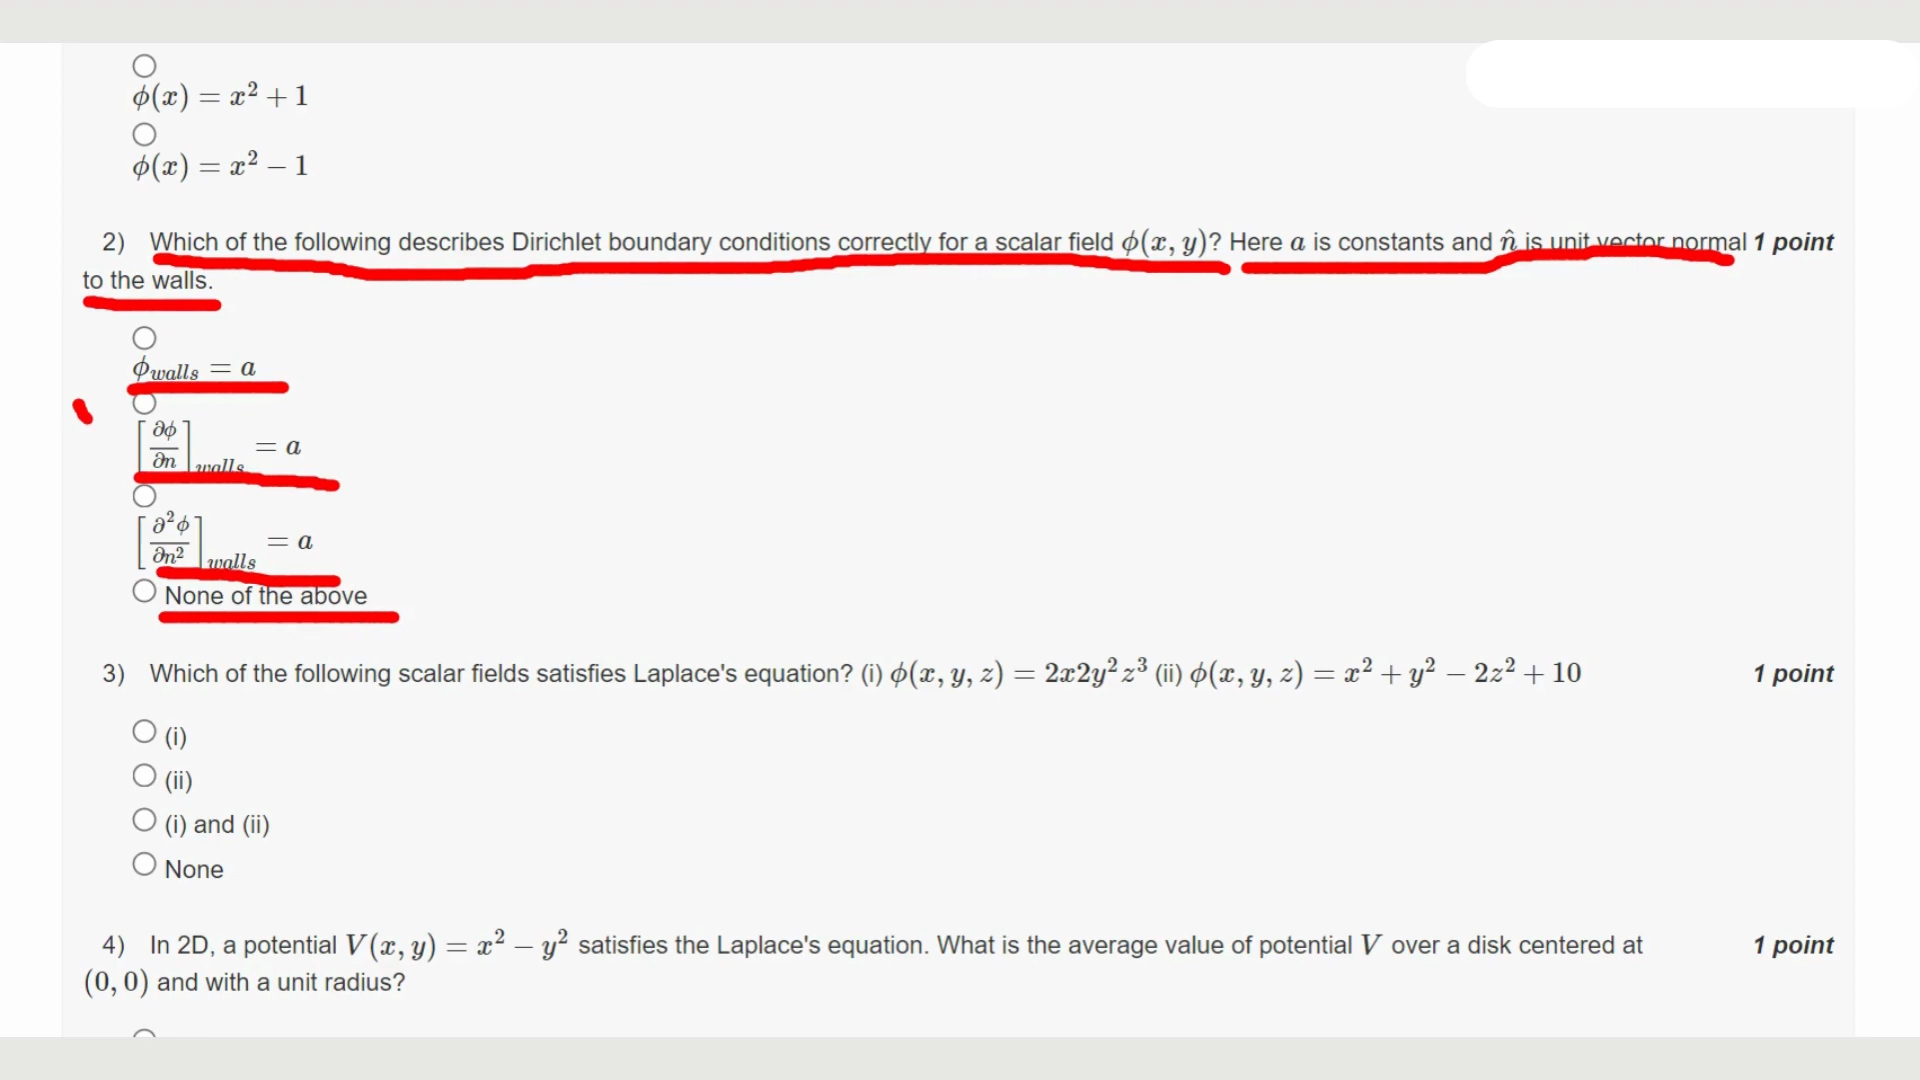 ϕ(x) = x² + 1
ϕ(x) = x² − 1
2) Which of the following describes Dirichlet boundary conditions correctly for a scalar field ϕ(x, y)? Here a is constants and n̂ is unit vector normal 1 point
to the walls.
ϕ_walls = a
[∂ϕ/∂n]_walls = a
[∂²ϕ/∂n²]_walls = a
None of the above
3) Which of the following scalar fields satisfies Laplace's equation? (i) ϕ(x, y, z) = 2x2y²z³ (ii) ϕ(x, y, z) = x² + y² − 2z² + 10 1 point
(i)
(ii)
(i) and (ii)
None
4) In 2D, a potential V(x, y) = x² − y² satisfies the Laplace's equation. What is the average value of potential V over a disk centered at 1 point
(0, 0) and with a unit radius?